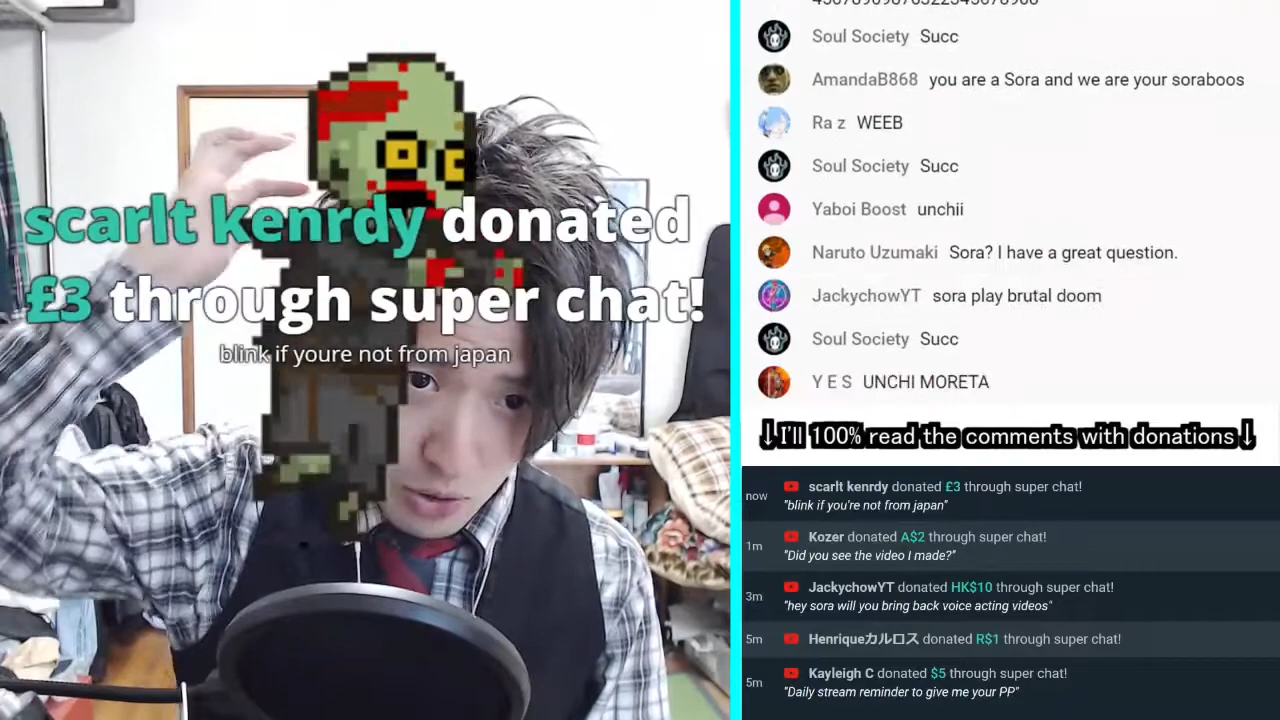 scarlt kenrdy donated
£3 through super chat!
blink if youre not from japan
Soul Society Succ
AmandaB868 you are a Sora and we are your soraboos
Ra z WEEB
Soul Society Succ
Yaboi Boost unchii
Naruto Uzumaki Sora? I have a great question.
JackychowYT sora play brutal doom
Soul Society Succ
Y E S UNCHI MORETA
↓I'll 100% read the comments with donations↓
now scarlt kenrdy donated £3 through super chat!
"blink if you're not from japan"
1m Kozer donated A$2 through super chat!
"Did you see the video I made?"
3m JackychowYT donated HK$10 through super chat!
"hey sora will you bring back voice acting videos"
5m Henriqueカルロス donated R$1 through super chat!
5m Kayleigh C donated $5 through super chat!
"Daily stream reminder to give me your PP"